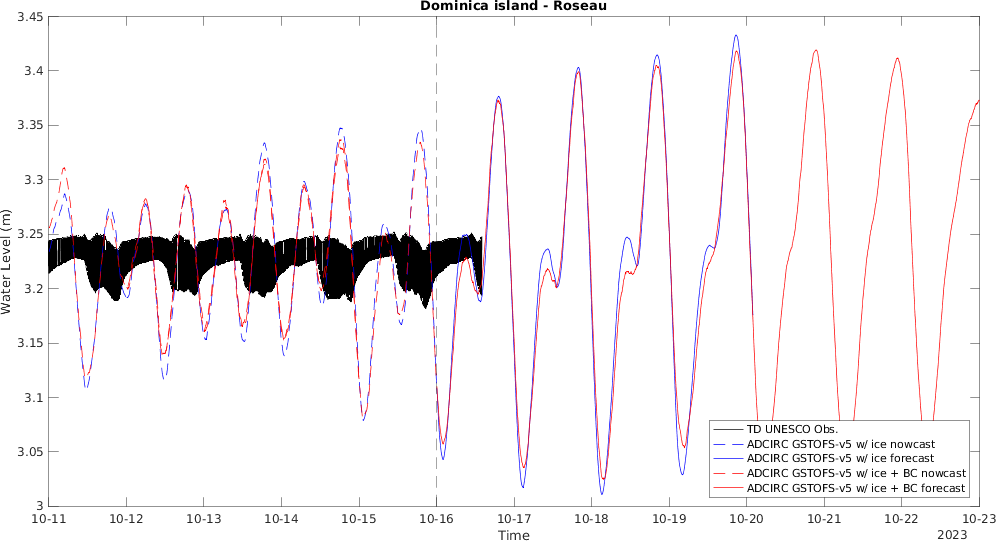 Dominica island - Roseau
3.45
3.4
3.35
3.3
3.25
3.2
3.15
3.1
3.05
3
Water Level (m)
TD UNESCO Obs.
ADCIRC GSTOFS-v5 w/ ice nowcast
ADCIRC GSTOFS-v5 w/ ice forecast
ADCIRC GSTOFS-v5 w/ ice + BC nowcast
ADCIRC GSTOFS-v5 w/ ice + BC forecast
10-11 10-12 10-13 10-14 10-15 10-16 10-17 10-18 10-19 10-20 10-21 10-22 10-23
Time
2023